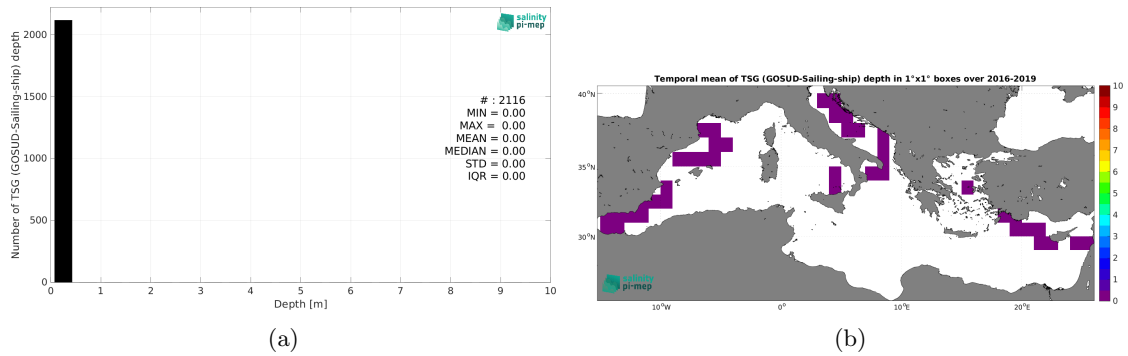 2000
1500
1000
500
0
Number of TSG (GOSUD-Sailing-ship) depth
salinity
pi-mep
# : 2116
MIN = 0.00
MAX = 0.00
MEAN = 0.00
MEDIAN = 0.00
STD = 0.00
IQR = 0.00
0 1 2 3 4 5 6 7 8 9 10
Depth [m]
(a)
Temporal mean of TSG (GOSUD-Sailing-ship) depth in 1°x1° boxes over 2016-2019
40°N
35°N
30°N
10°W 0° 10°E 20°E
salinity
pi-mep
10
9
8
7
6
5
4
3
2
1
0
(b)